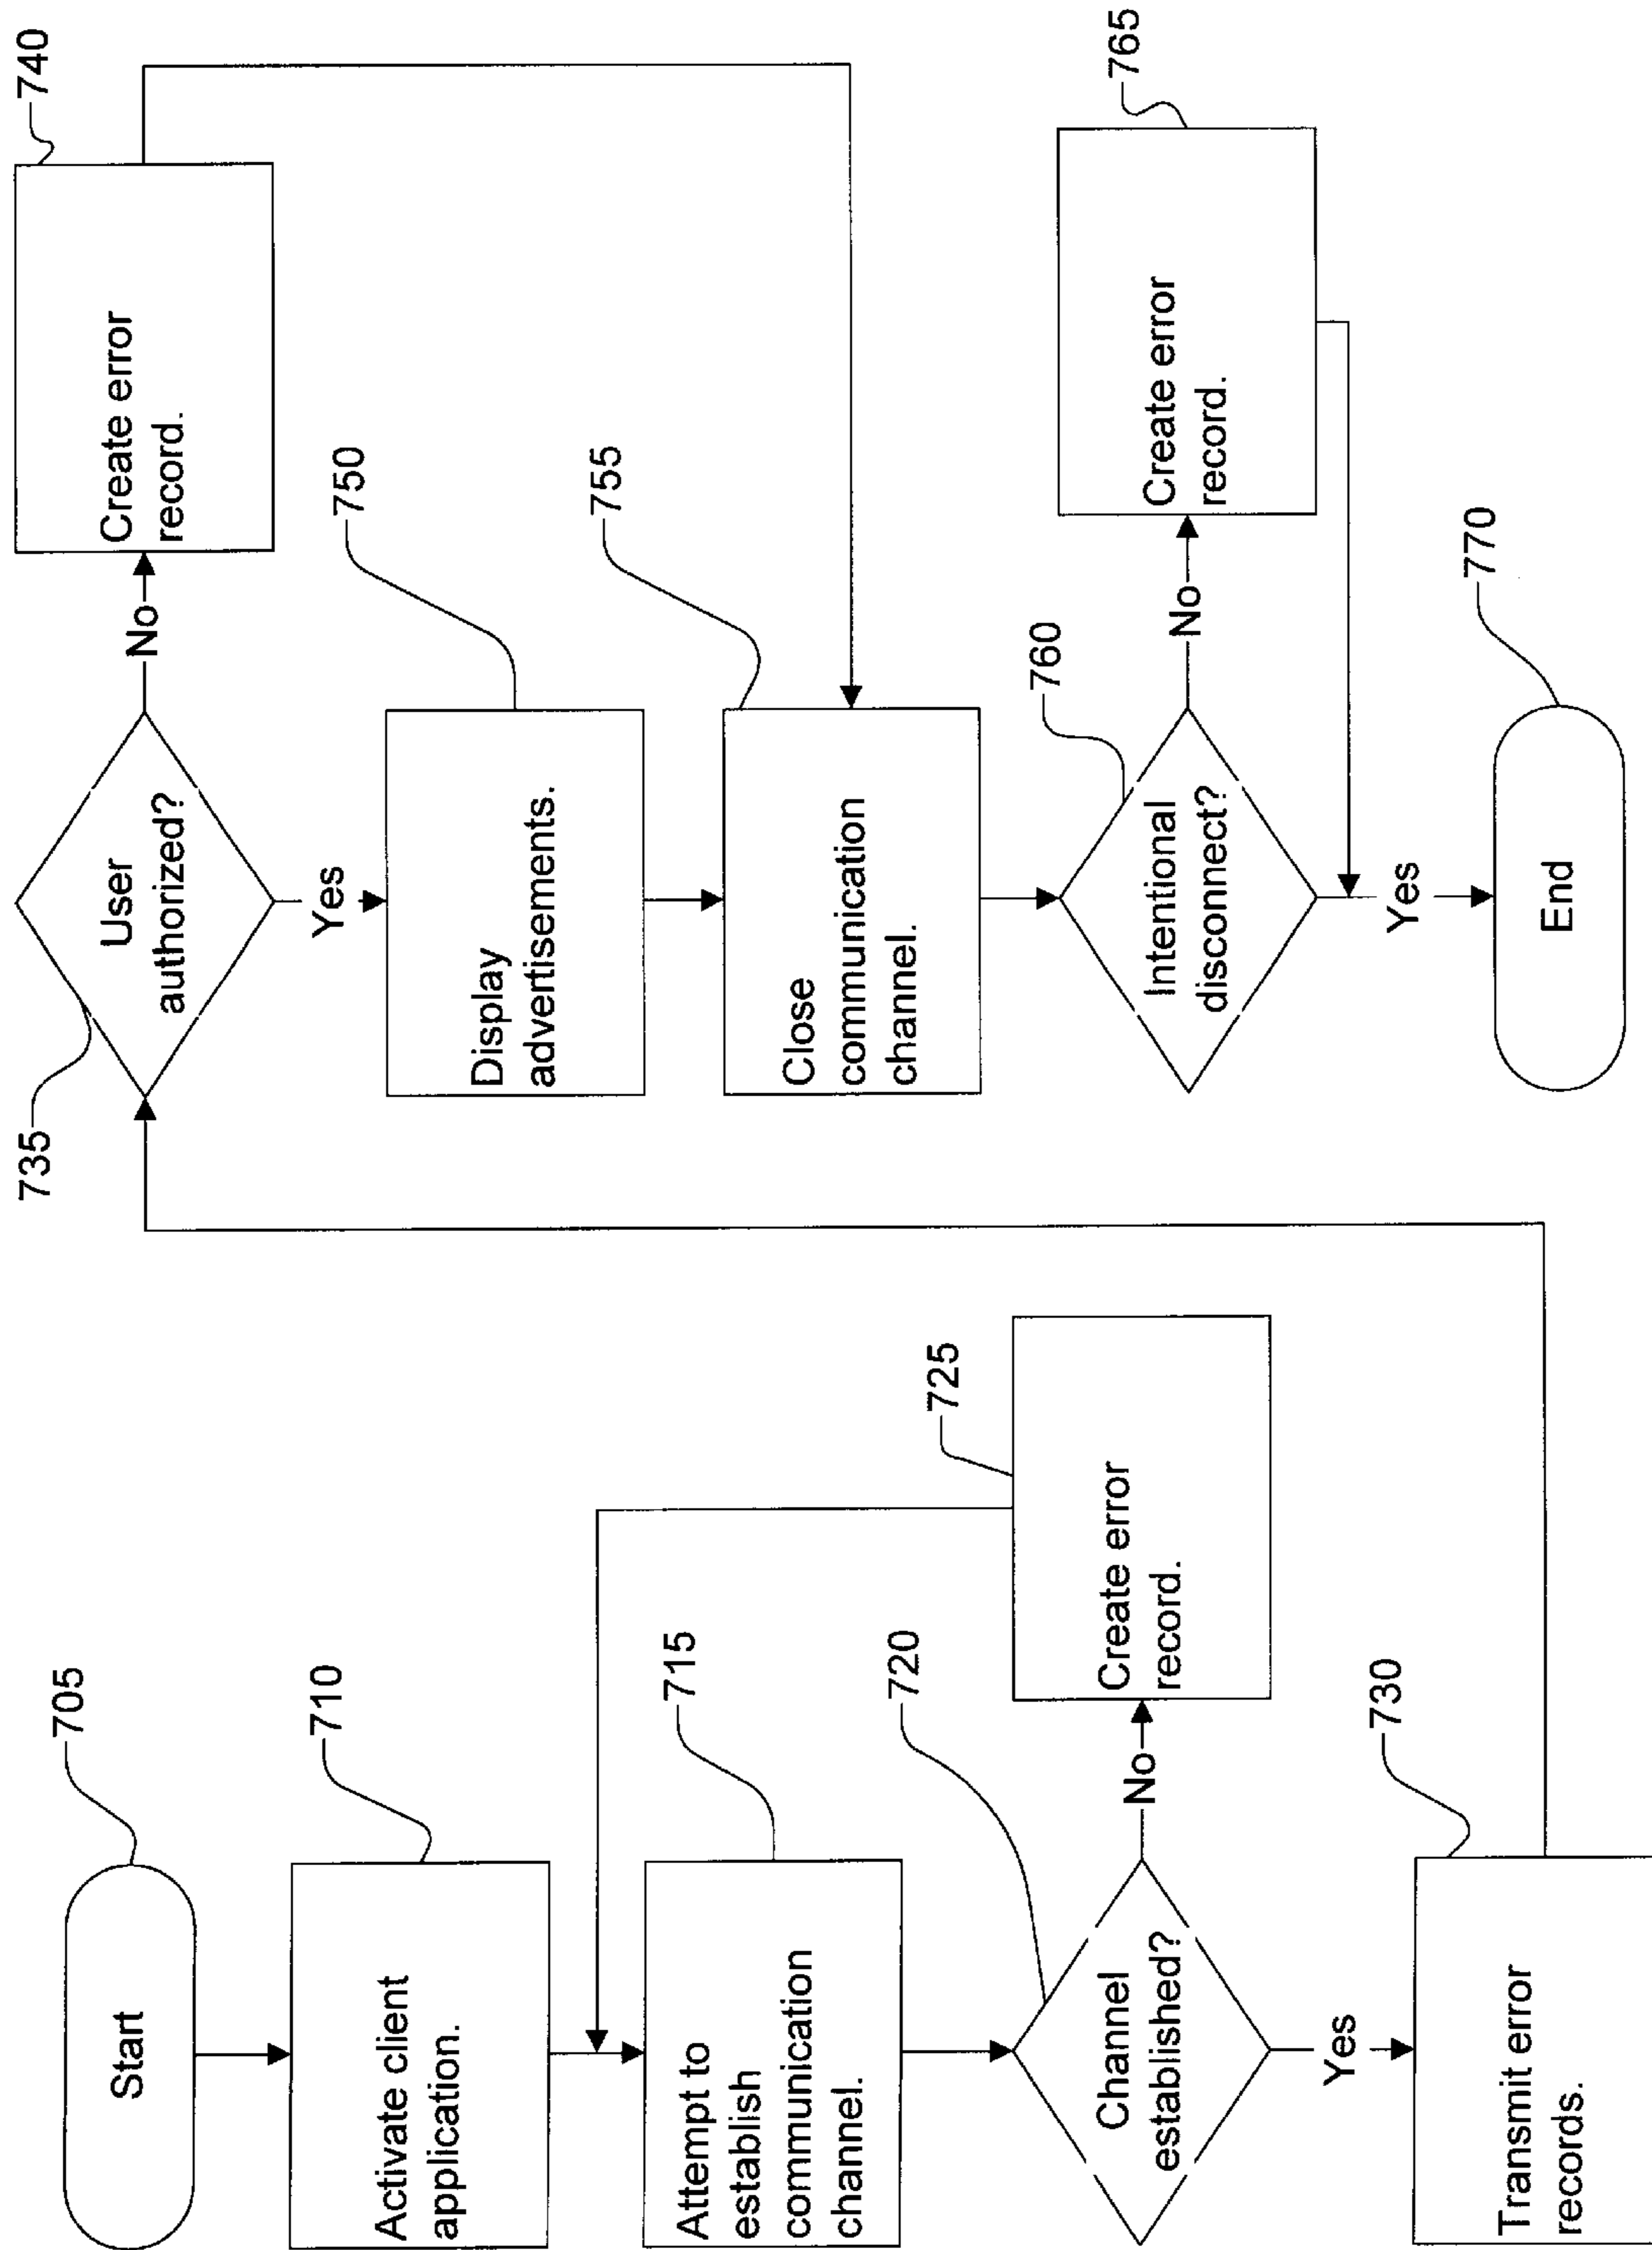 705
Start
710
Activate client
application.
715
Attempt to
establish
communication
channel.
720
Channel
established?
No
725
Create error
record.
Yes
730
Transmit error
records.
735
User
authorized?
No
740
Create error
record.
Yes
750
Display
advertisements.
755
Close
communication
channel.
760
Intentional
disconnect?
No
765
Create error
record.
Yes
770
End